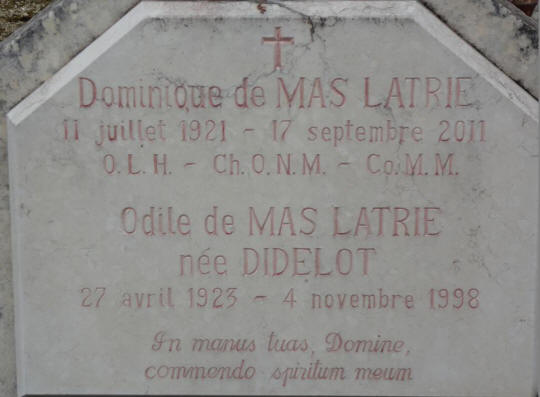 Dominique de MAS LATRIE
11 juillet 1921 - 17 septembre 2011
O.L.H. - Ch.O.N.M. - Co.M.M.
Odile de MAS LATRIE
née DIDELOT
27 avril 1923 - 4 novembre 1998
In manus tuas, Domine,
commendo spiritum meum